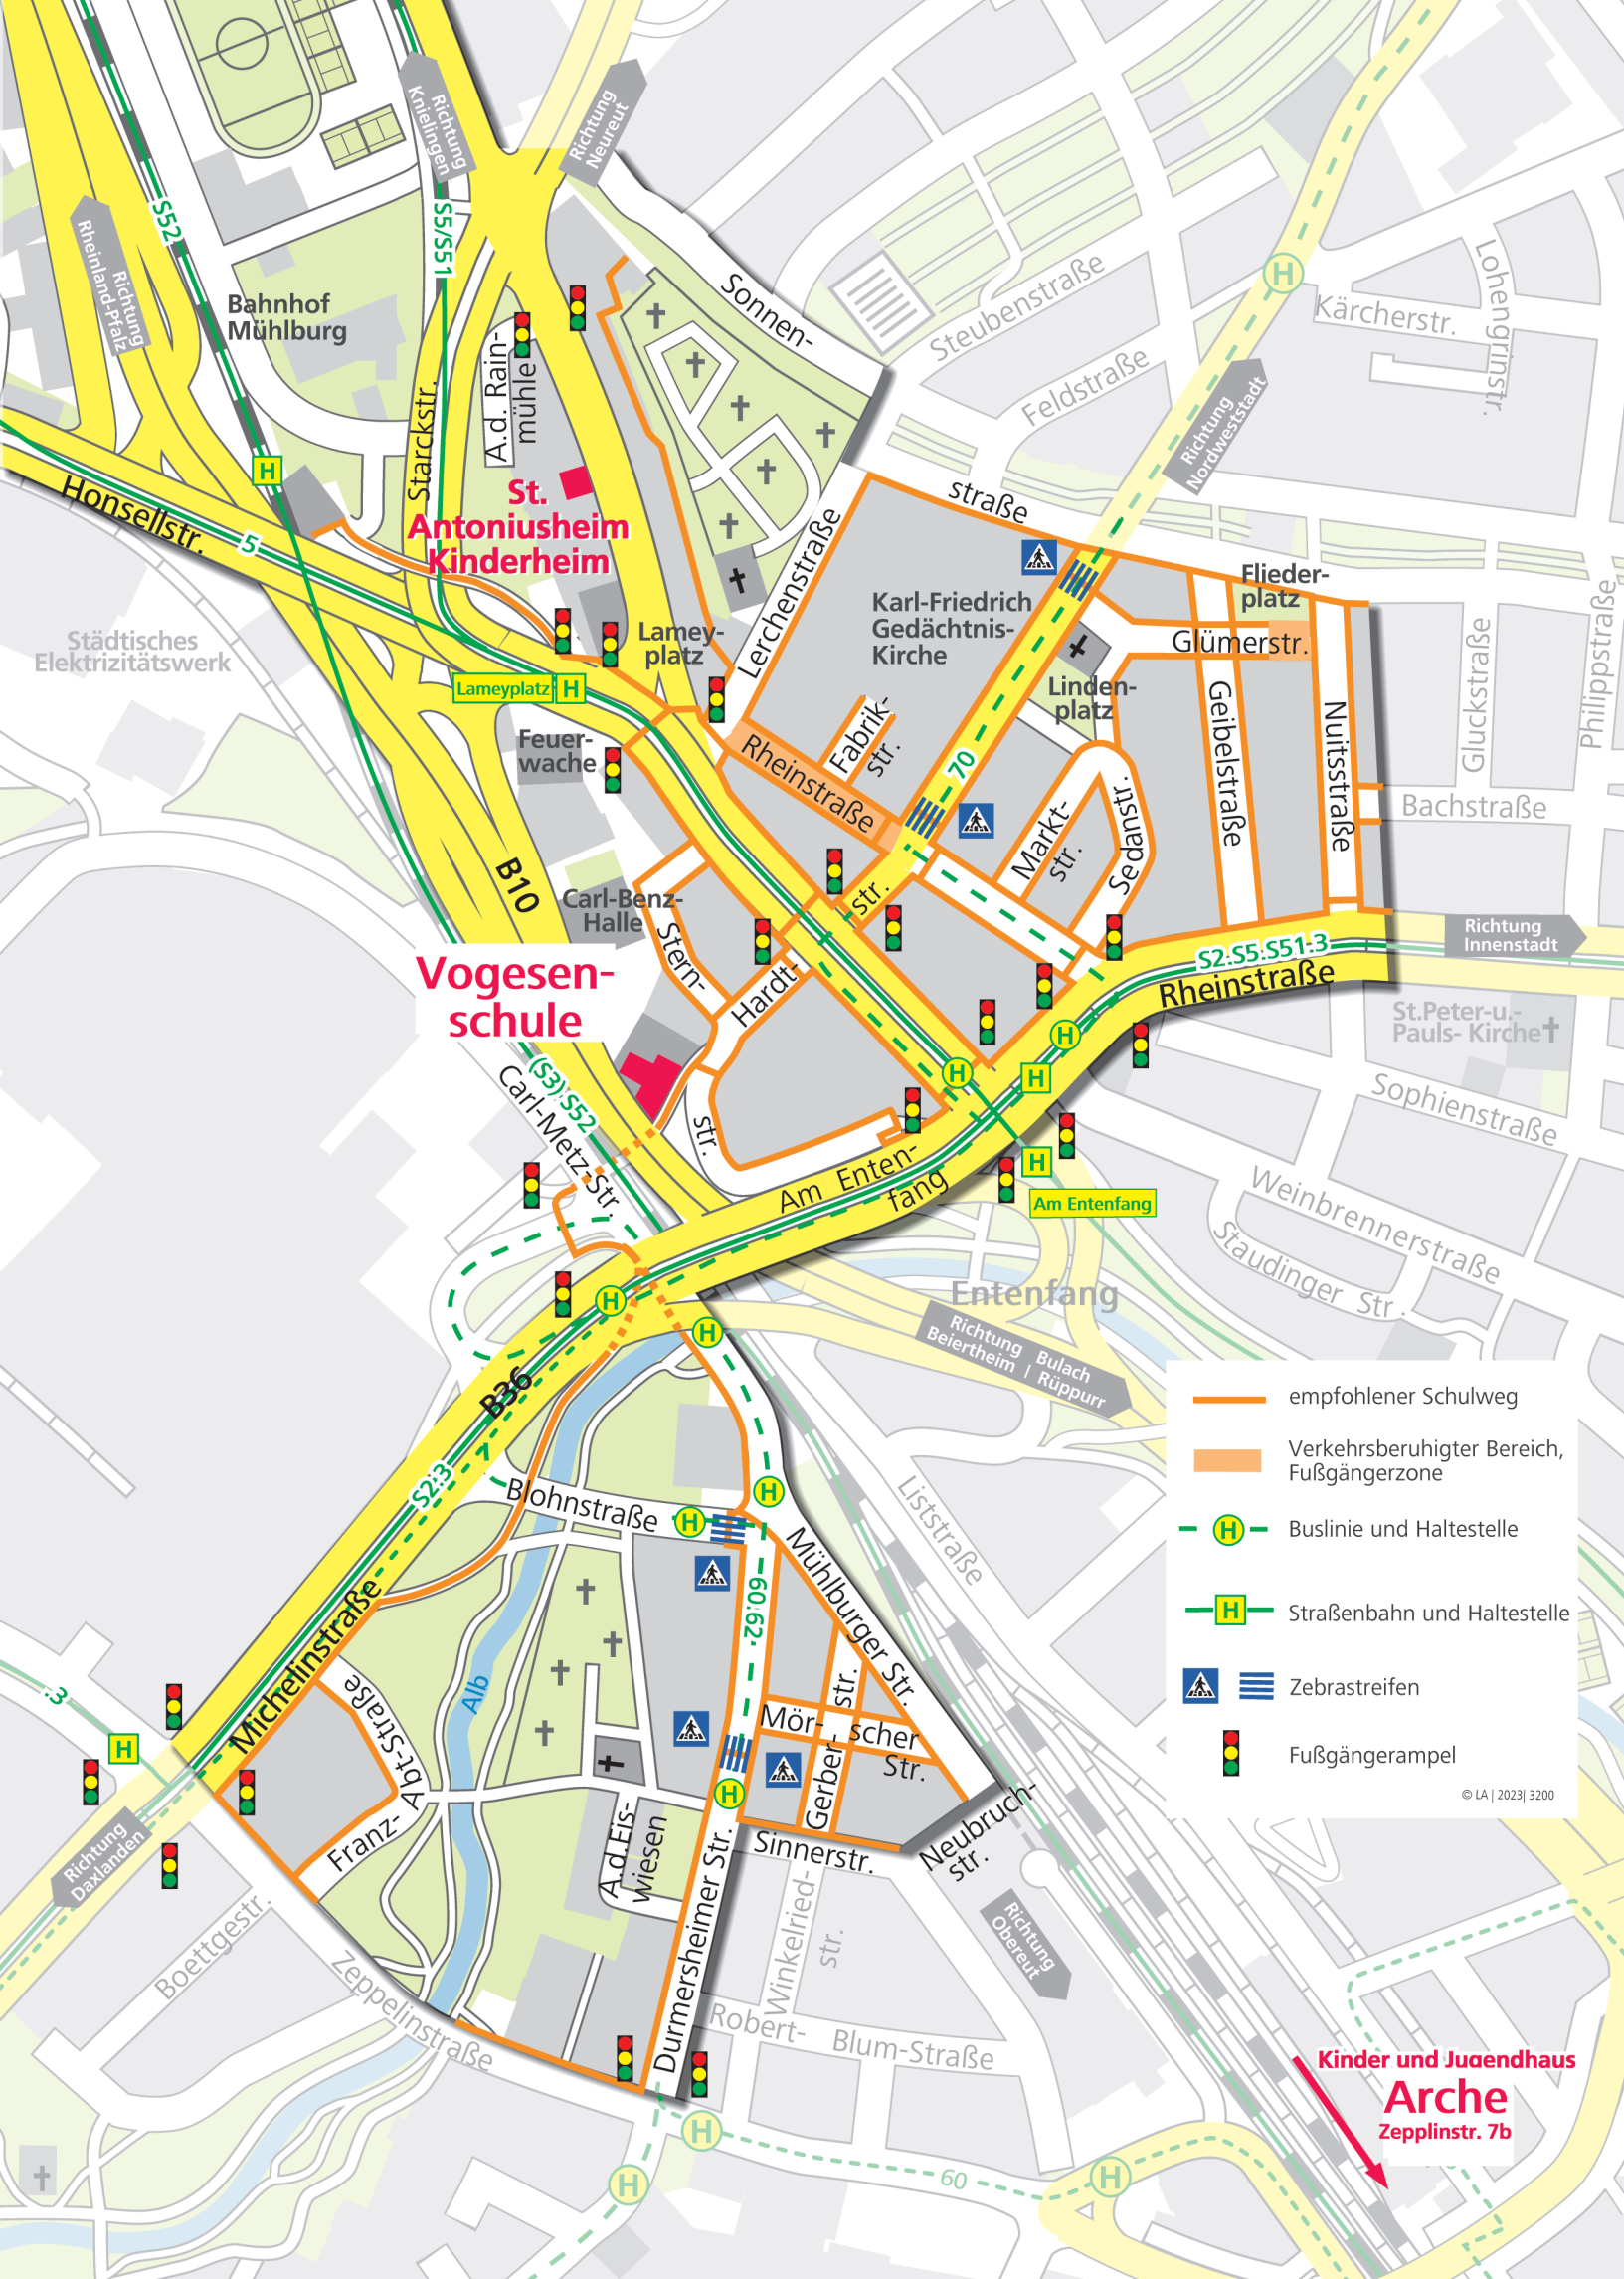 Richtung
Knielingen
Richtung
Neureut
S52
S5/S51
Richtung
Rheinland-Pfalz
Bahnhof
Mühlburg
Sonnen-
Steubenstraße
Feldstraße
Lohengrinstr.
Kärcherstr.
Richtung
Nordweststadt
A.d. Rain-
mühle
Starckstr.
Honsellstr.
5
St.
Antoniusheim
Kinderheim
straße
Lerchenstraße
Karl-Friedrich
Gedächtnis-
Kirche
Flieder-
platz
Glümerstr.
Städtisches
Elektrizitätswerk
Lamey-
platz
Lameyplatz H
Linden-
platz
Gluckstraße
Philippstraße
Feuer-
wache
Fabrik-
str.
Rheinstraße
70
Geibelstraße
Nuitsstraße
Bachstraße
Markt-
str.
Sedanstr.
B10
Carl-Benz-
Halle
str.
Stern-
Hardt-
Richtung
Innenstadt
S2.S5.S51.3
Rheinstraße
Vogesen-
schule
St.Peter-u.-
Pauls- Kirche
Sophienstraße
(S3) S52
Carl-Metz-Str.
str.
Am Enten-
fang
Am Entenfang
Weinbrennerstraße
Staudinger Str.
Entenfang
Richtung Bulach
Beiertheim | Rüppurr
B36
S2.3
Blohnstraße
Liststraße
Mühlburger Str.
60.62.
Michelinstraße
Alb
.3
Franz-
Abt-Straße
Mör-
scher
Str.
Gerber-
str.
A.d.Eis-
wiesen
Sinnerstr.
Neubruch-
str.
Richtung
Daxlanden
Boettgestr.
Zeppelinstraße
Durmersheimer Str.
Winkelried-
str.
Richtung
Obereut
Robert-
Blum-Straße
60
empfohlener Schulweg
Verkehrsberuhigter Bereich,
Fußgängerzone
H Buslinie und Haltestelle
H Straßenbahn und Haltestelle
Zebrastreifen
Fußgängerampel
© LA | 2023| 3200
Kinder und Jugendhaus
Arche
Zepplinstr. 7b